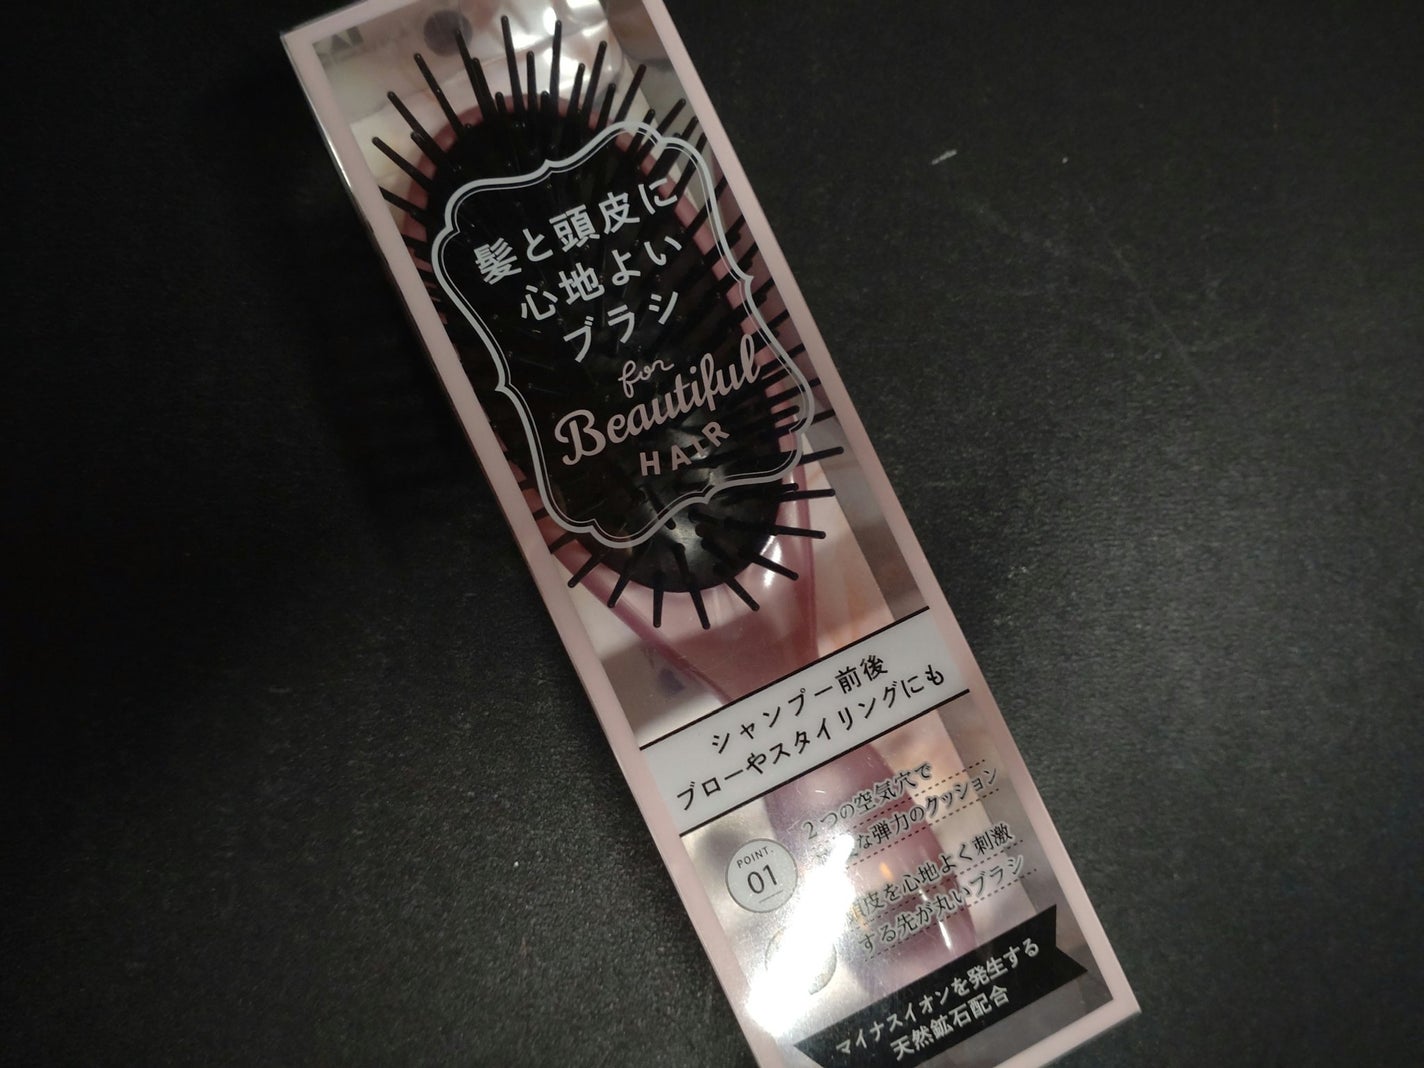 髪と頭皮に
心地よい
ブラシ
for
Beautiful
HAIR
シャンプー前後
ブローやスタイリングにも
POINT.
01
2つの空気穴で
な弾力のクッション
頭皮を心地よく刺激
する先が丸いブラシ
マイナスイオンを発生する
天然鉱石配合